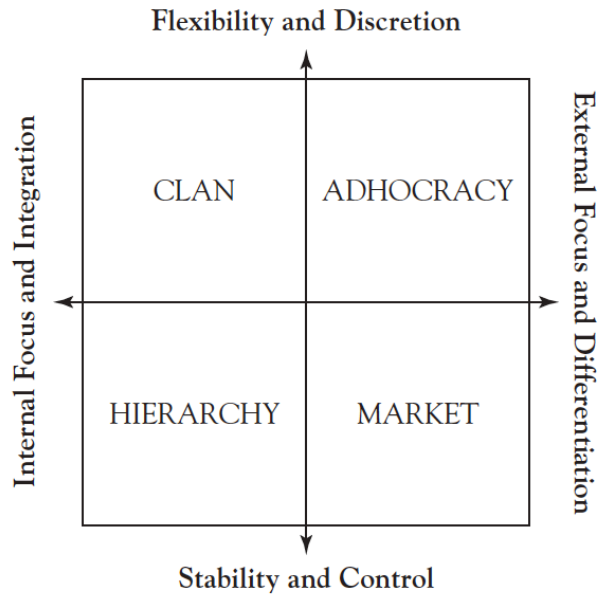 Flexibility and Discretion
Internal Focus and Integration
CLAN
ADHOCRACY
External Focus and Differentiation
HIERARCHY
MARKET
Stability and Control